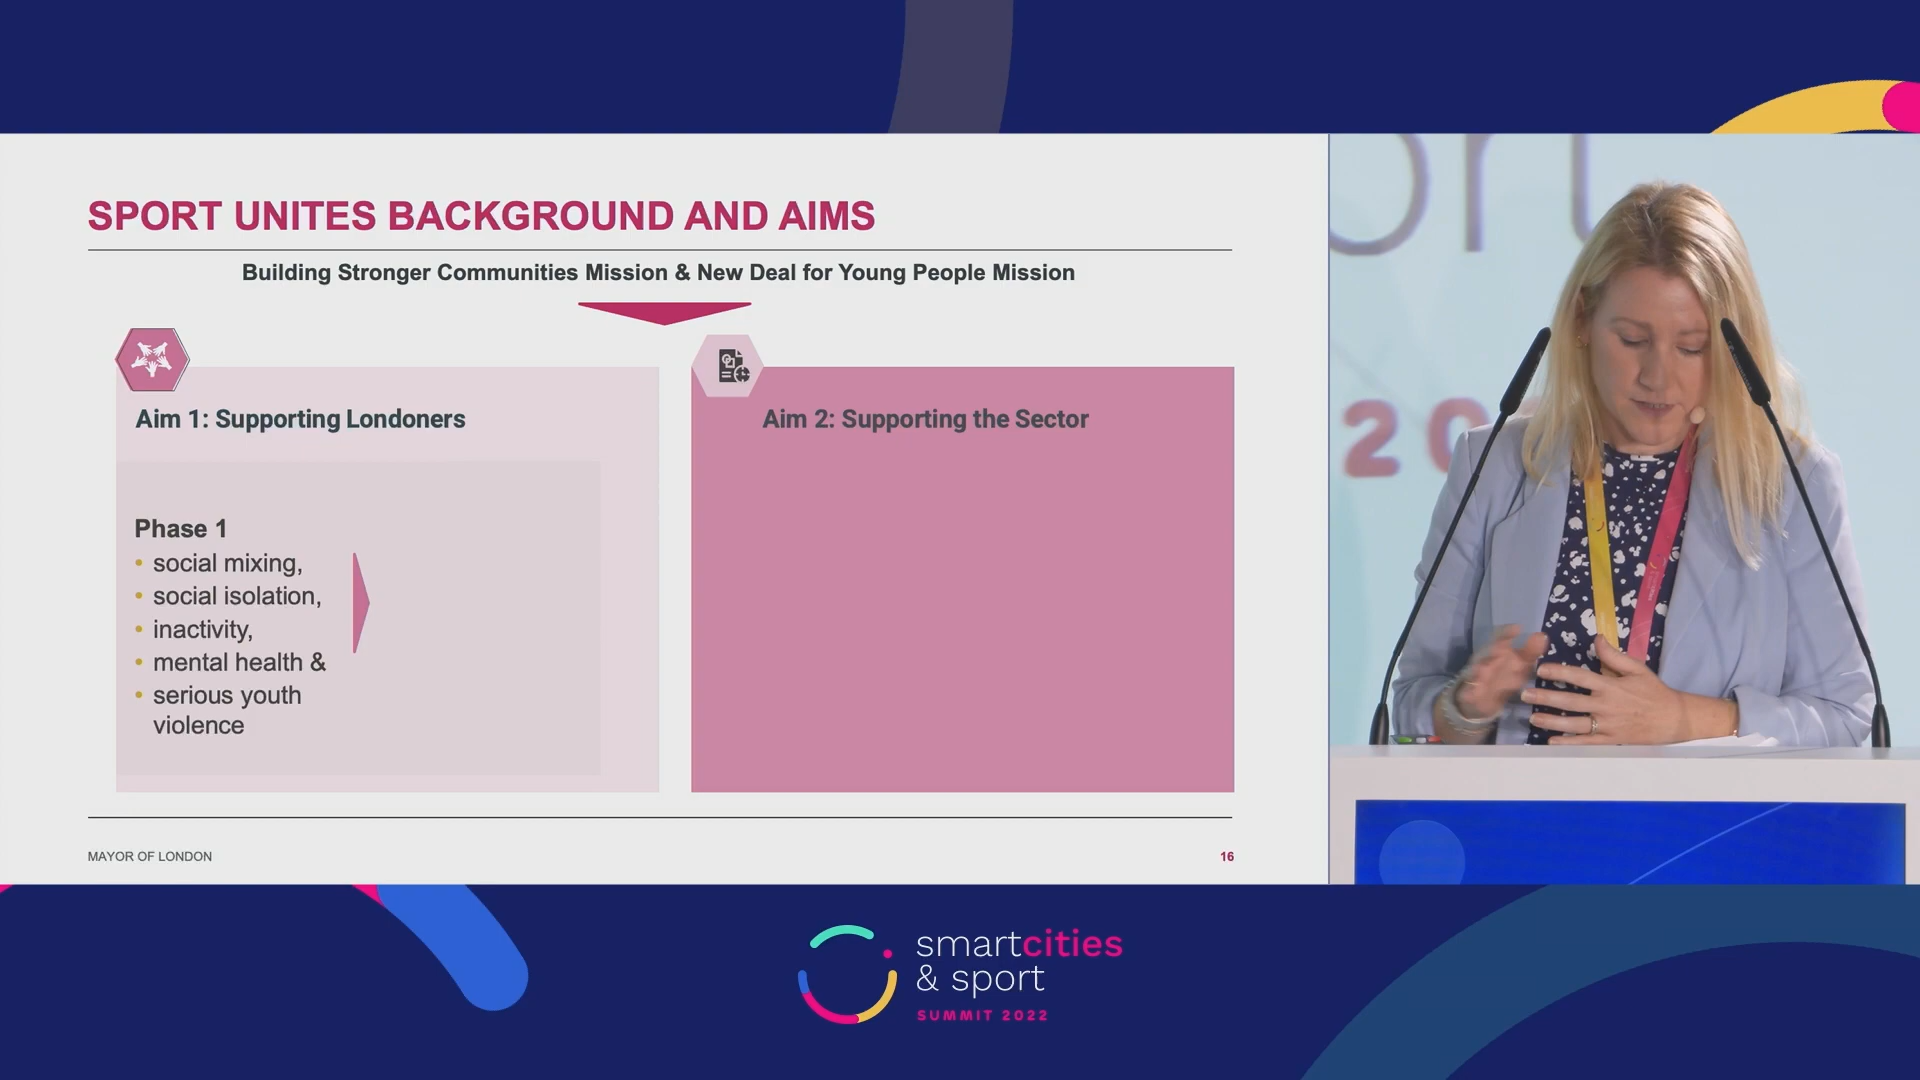 SPORT UNITES BACKGROUND AND AIMS
Building Stronger Communities Mission & New Deal for Young People Mission
Aim 1: Supporting Londoners
Phase 1
• social mixing,
• social isolation,
• inactivity,
• mental health &
• serious youth
violence
Aim 2: Supporting the Sector
MAYOR OF LONDON
16
ort
20
smartcities
& sport
SUMMIT 2022